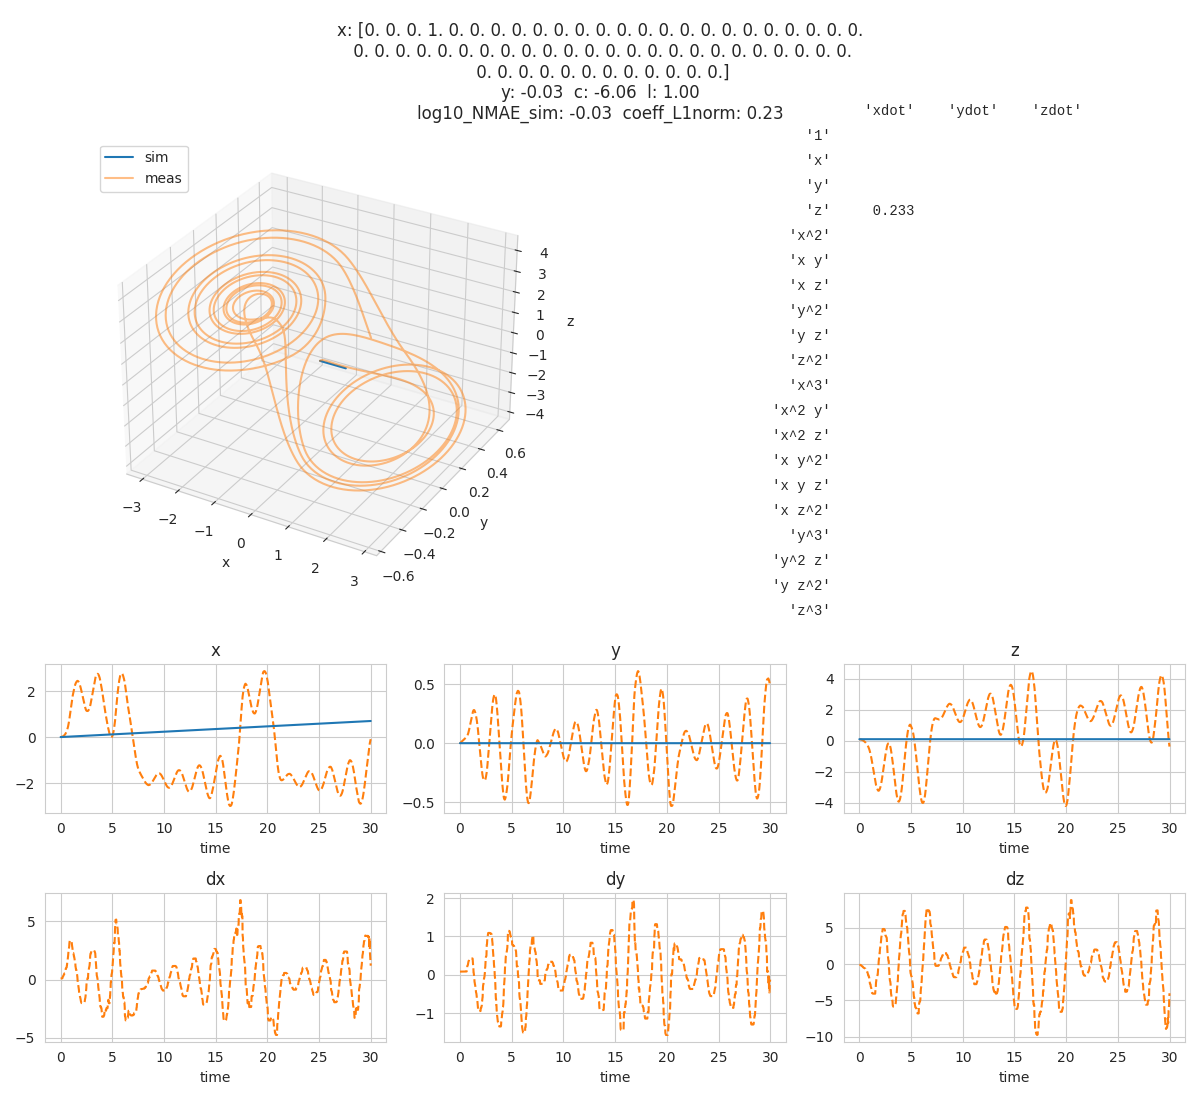 x: [0. 0. 0. 1. 0. 0. 0. 0. 0. 0. 0. 0. 0. 0. 0. 0. 0. 0. 0. 0. 0. 0. 0. 0.
0. 0. 0. 0. 0. 0. 0. 0. 0. 0. 0. 0. 0. 0. 0. 0. 0. 0. 0. 0. 0. 0. 0. 0.
0. 0. 0. 0. 0. 0. 0. 0. 0. 0. 0. 0.]
y: -0.03 c: -6.06 l: 1.00
log10_NMAE_sim: -0.03 coeff_L1norm: 0.23
'xdot' 'ydot' 'zdot'
'1'
'x'
'y'
'z' 0.233
'x^2'
'x y'
'x z'
'y^2'
'y z'
'z^2'
'x^3'
'x^2 y'
'x^2 z'
'x y^2'
'x y z'
'x z^2'
'y^3'
'y^2 z'
'y z^2'
'z^3'
sim
meas
4
3
2
1
0
−1
−2
−3
−4
z
0.6
0.4
0.2
0.0
−0.2
−0.4
−0.6
y
−3
−2
−1
0
1
2
3
x
x
2
0
−2
0 5 10 15 20 25 30
time
y
0.5
0.0
−0.5
0 5 10 15 20 25 30
time
z
4
2
0
−2
−4
0 5 10 15 20 25 30
time
dx
5
0
−5
0 5 10 15 20 25 30
time
dy
2
1
0
−1
0 5 10 15 20 25 30
time
dz
5
0
−5
−10
0 5 10 15 20 25 30
time